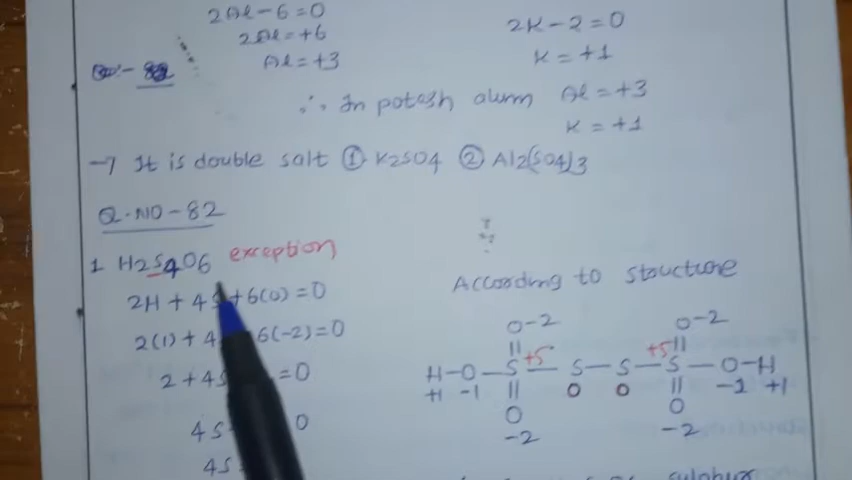 2Al-6=0
2Al=+6
Al=+3
2K-2=0
K=+1
∴ In potash alum Al=+3
K=+1
→ It is double salt ① K2SO4 ② Al2(SO4)3
Q.NO-82
1 H2S4O6 exception
2H + 4S+6(O)=0
2(1)+4 6(-2)=0
2+4S =0
4S 0
4S
According to structure
O-2 O-2
|| +5 +5 ||
H-O-S-S-S-S-O-H
+1 -1 || 0 0 || -1 +1
O O
-2 -2
sulphur